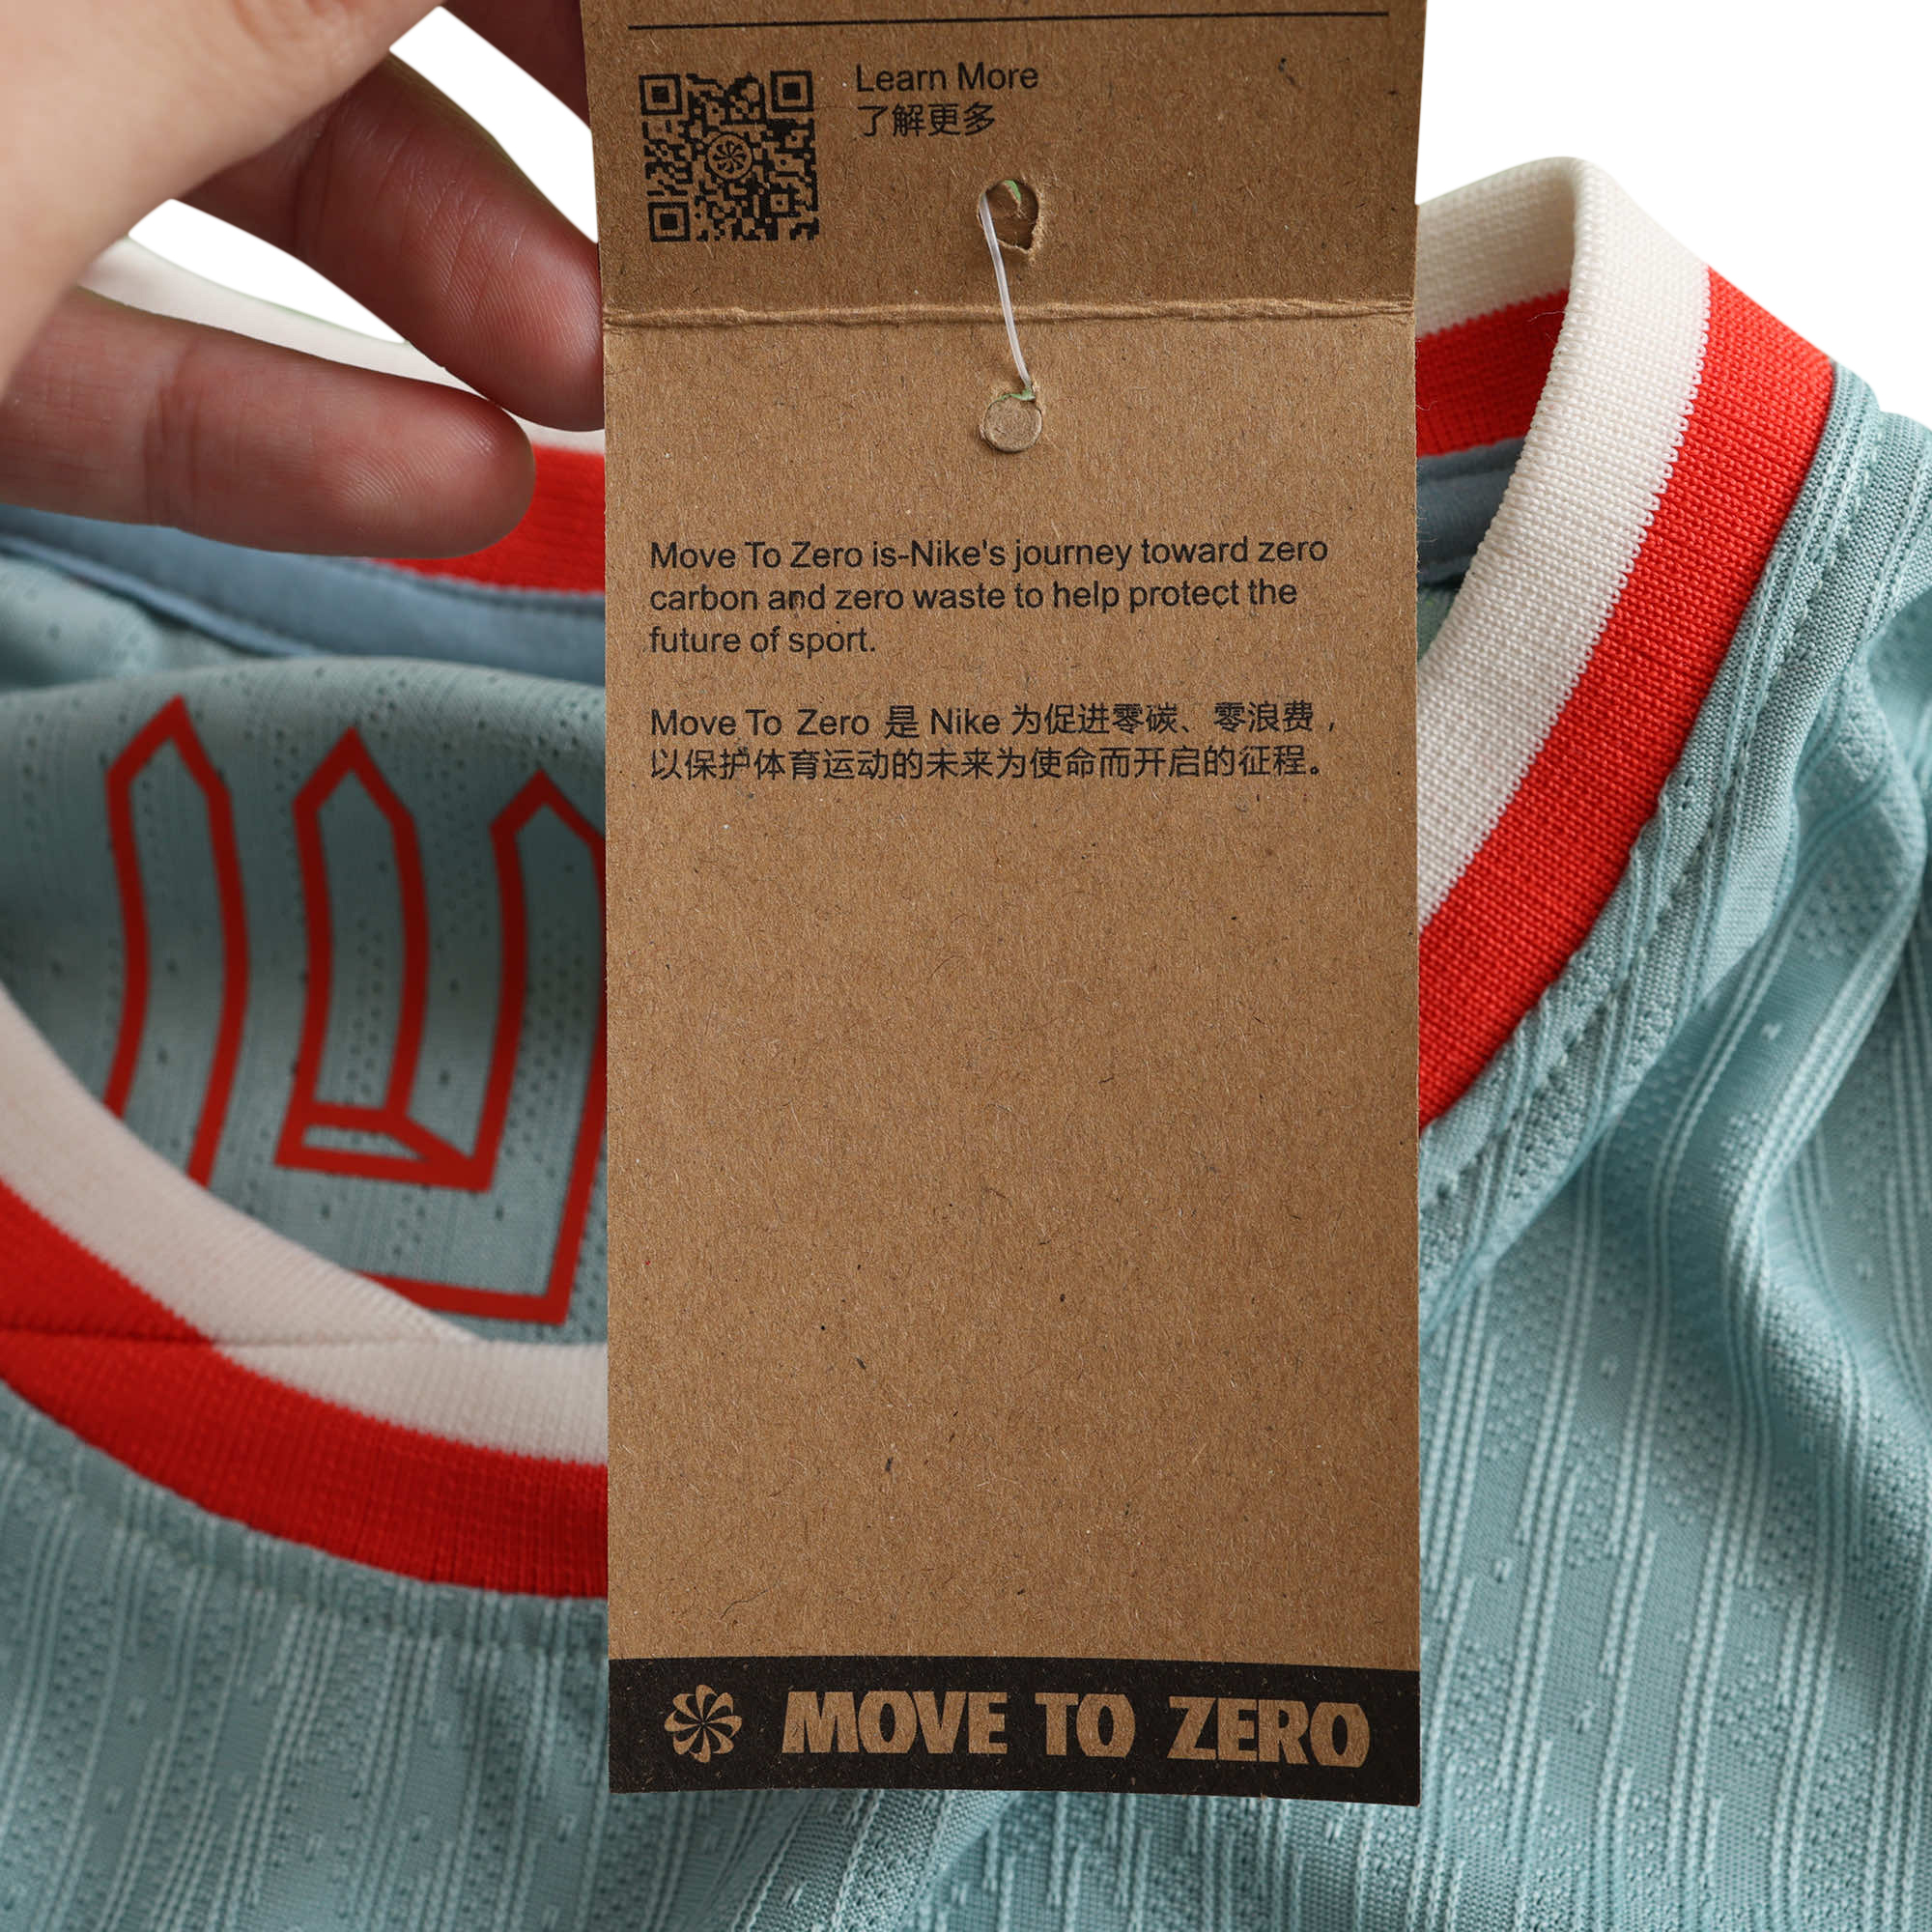 Learn More
了解更多
Move To Zero is-Nike's journey toward zero
carbon and zero waste to help protect the
future of sport.
Move To Zero 是 Nike 为促进零碳、零浪费，
以保护体育运动的未来为使命而开启的征程。
MOVE TO ZERO